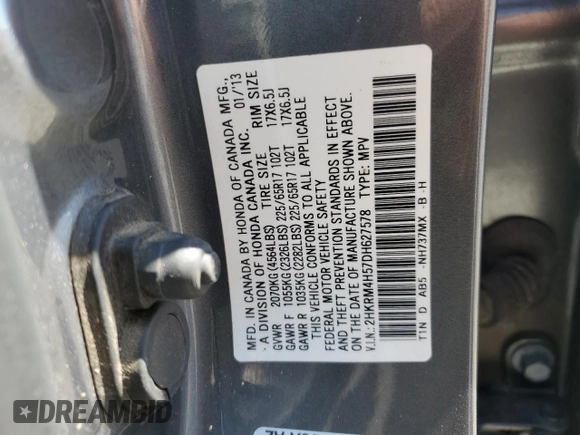 MFD. IN CANADA BY HONDA OF CANADA MFG.,
- A DIVISION OF HONDA CANADA INC. 01/'13
TIRE SIZE RIM SIZE
GVWR 2070KG(4564LBS)
GAWR F 1055KG(2326LBS) 225/65R17 102T 17X6.5J
GAWR R 1035KG(2282LBS) 225/65R17 102T 17X6.5J
THIS VEHICLE CONFORMS TO ALL APPLICABLE
FEDERAL MOTOR VEHICLE SAFETY
AND THEFT PREVENTION STANDARDS IN EFFECT
ON THE DATE OF MANUFACTURE SHOWN ABOVE.
V.I.N.: 2HKRM4H57DH627578 TYPE: MPV
T1N D AB5 -NH737MX -B -H
DREAMBID